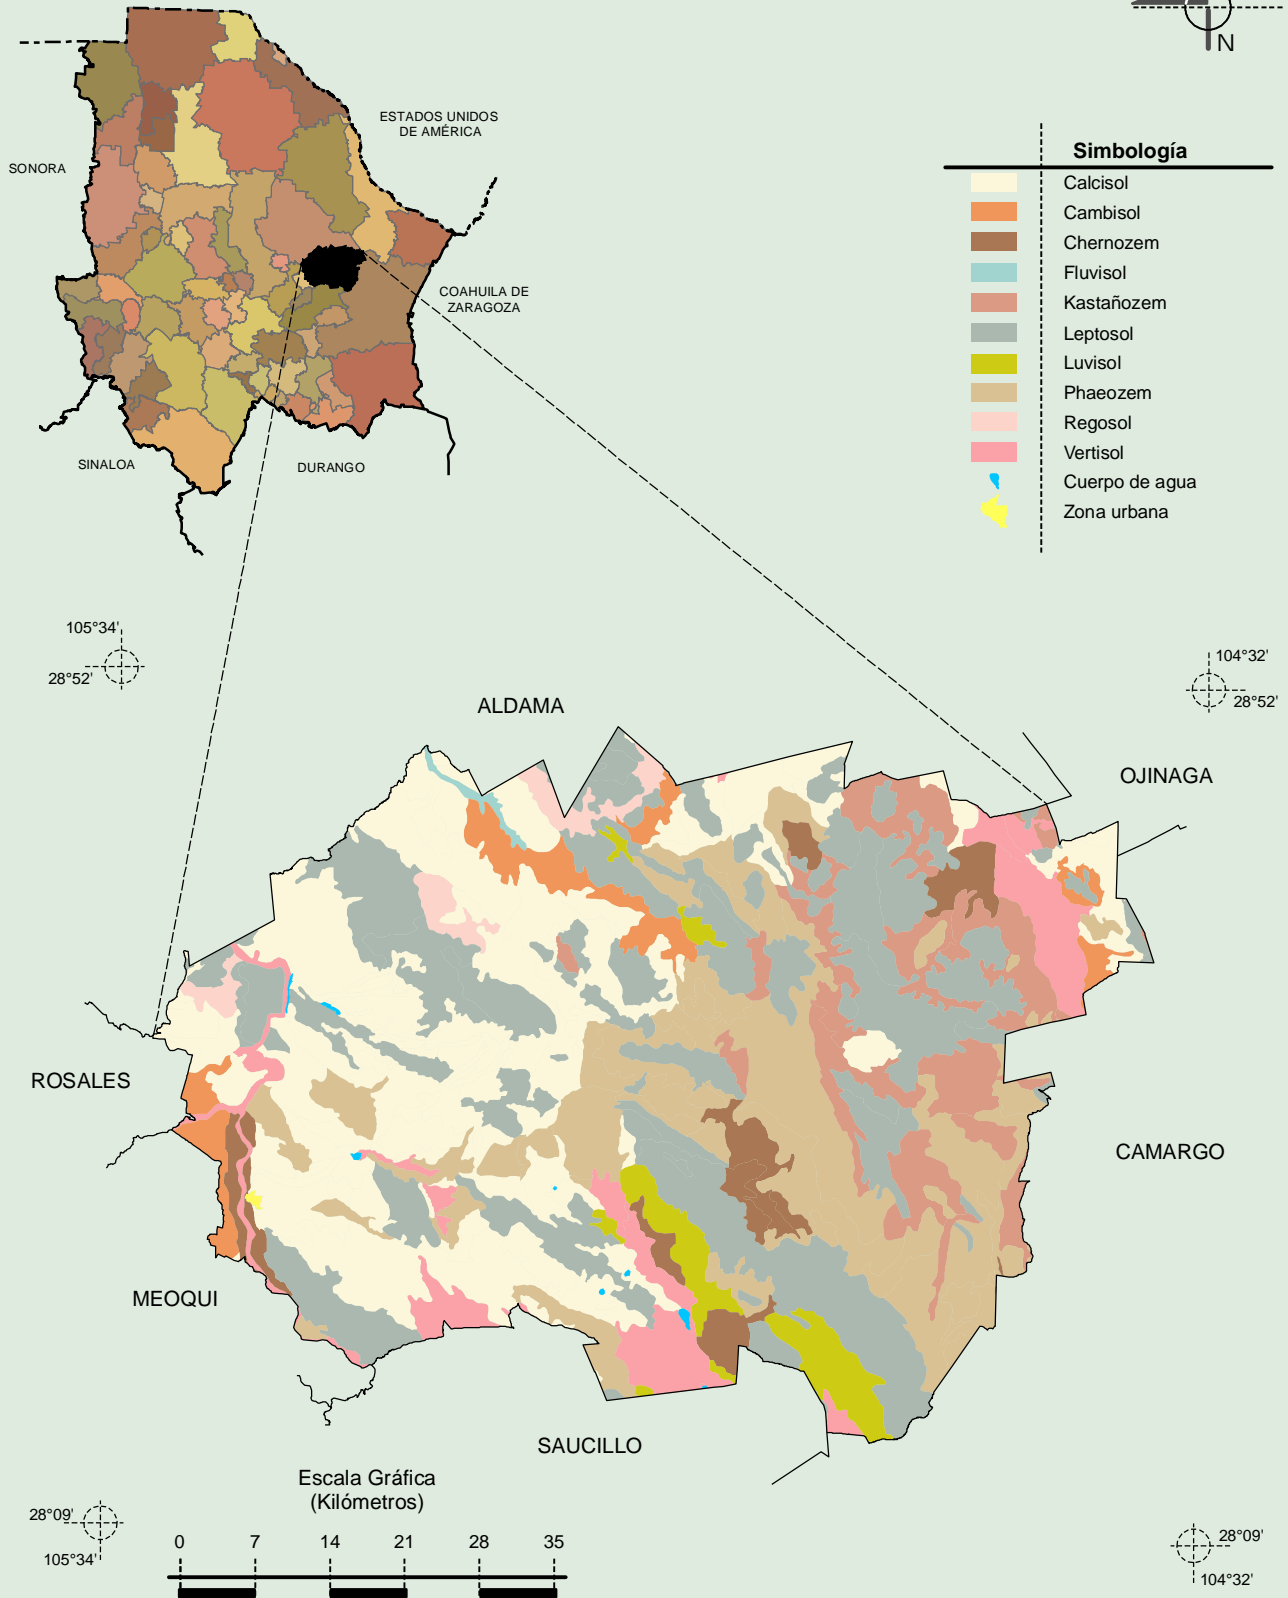 N
ESTADOS UNIDOS
DE AMÉRICA
SONORA
COAHUILA DE
ZARAGOZA
SINALOA
DURANGO
Simbología
Calcisol
Cambisol
Chernozem
Fluvisol
Kastañozem
Leptosol
Luvisol
Phaeozem
Regosol
Vertisol
Cuerpo de agua
Zona urbana
105°34'
28°52'
104°32'
28°52'
ALDAMA
OJINAGA
ROSALES
CAMARGO
MEOQUI
SAUCILLO
Escala Gráfica
(Kilómetros)
0 7 14 21 28 35
28°09'
105°34'
28°09'
104°32'